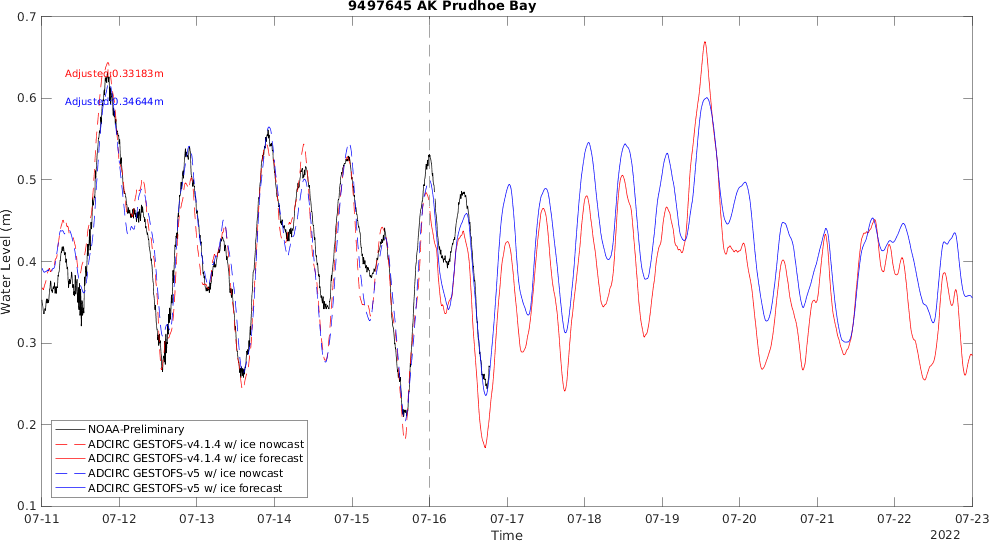 9497645 AK Prudhoe Bay
0.7
0.6
0.5
0.4
0.3
0.2
0.1
Water Level (m)
Adjusted 0.33183m
Adjusted 0.34644m
NOAA-Preliminary
ADCIRC GESTOFS-v4.1.4 w/ ice nowcast
ADCIRC GESTOFS-v4.1.4 w/ ice forecast
ADCIRC GESTOFS-v5 w/ ice nowcast
ADCIRC GESTOFS-v5 w/ ice forecast
07-11 07-12 07-13 07-14 07-15 07-16 07-17 07-18 07-19 07-20 07-21 07-22 07-23
Time
2022